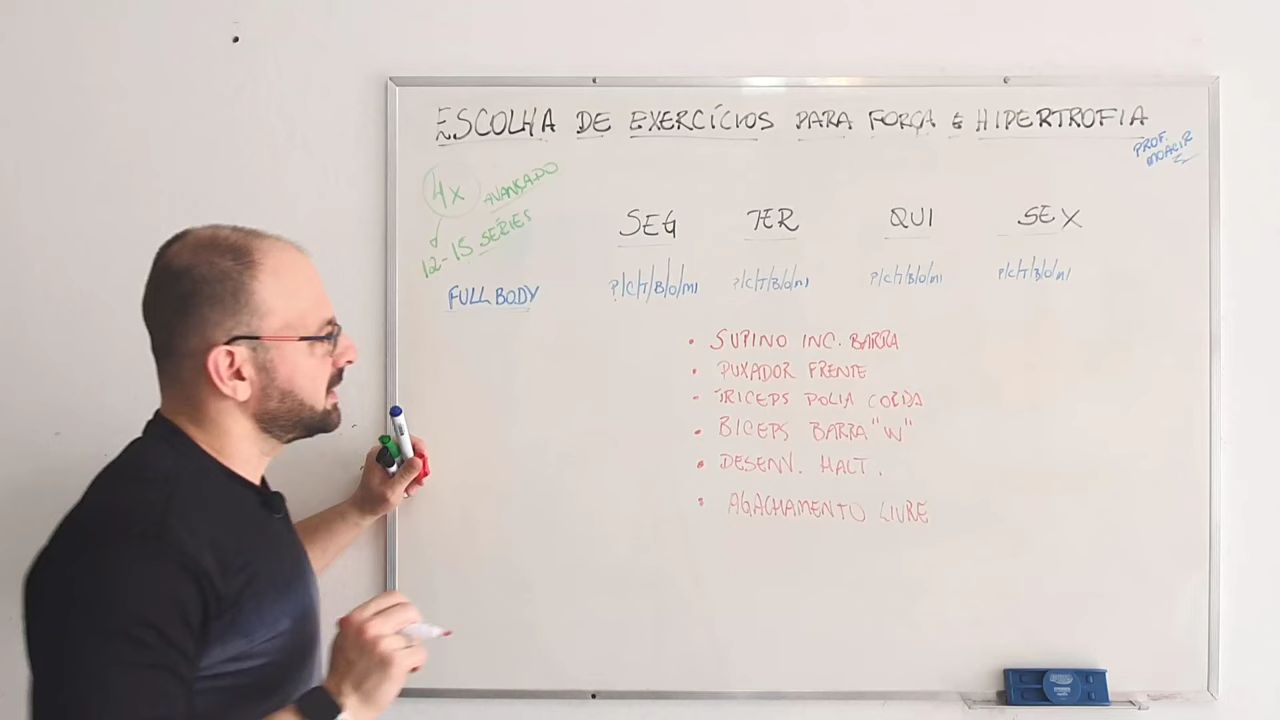 ESCOLHA DE EXERCÍCIOS PARA FORÇA E HIPERTROFIA
PROF. MOACIR
4x AVANÇADO
12-15 SÉRIES
SEG TER QUI SEX
FULL BODY P/C/T/B/O/MI P/C/T/B/O/MI P/C/T/B/O/MI P/C/T/B/O/MI
• SUPINO INC. BARRA
• PUXADOR FRENTE
- TRICEPS POLIA CORDA
• BICEPS BARRA "W"
• DESENV. HALT.
• AGACHAMENTO LIVRE